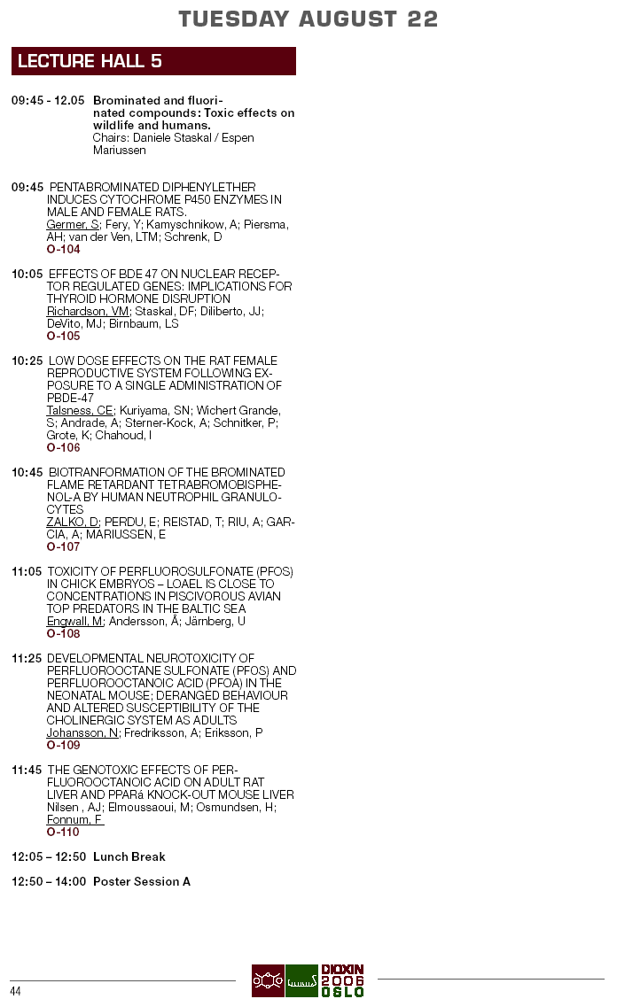 TUESDAY AUGUST 22
LECTURE HALL 5
09:45 - 12.05 Brominated and fluori-
nated compounds: Toxic effects on
wildlife and humans.
Chairs: Daniele Staskal / Espen
Mariussen
09:45 PENTABROMINATED DIPHENYLETHER
INDUCES CYTOCHROME P450 ENZYMES IN
MALE AND FEMALE RATS.
Germer, S; Fery, Y; Kamyschnikow, A; Piersma,
AH; van der Ven, LTM; Schrenk, D
O-104
10:05 EFFECTS OF BDE 47 ON NUCLEAR RECEP-
TOR REGULATED GENES: IMPLICATIONS FOR
THYROID HORMONE DISRUPTION
Richardson, VM; Staskal, DF; Diliberto, JJ;
DeVito, MJ; Birnbaum, LS
O-105
10:25 LOW DOSE EFFECTS ON THE RAT FEMALE
REPRODUCTIVE SYSTEM FOLLOWING EX-
POSURE TO A SINGLE ADMINISTRATION OF
PBDE-47
Talsness, CE; Kuriyama, SN; Wichert Grande,
S; Andrade, A; Sterner-Kock, A; Schnitker, P;
Grote, K; Chahoud, I
O-106
10:45 BIOTRANFORMATION OF THE BROMINATED
FLAME RETARDANT TETRABROMOBISPHE-
NOL-A BY HUMAN NEUTROPHIL GRANULO-
CYTES
ZALKO, D; PERDU, E; REISTAD, T; RIU, A; GAR-
CIA, A; MARIUSSEN, E
O-107
11:05 TOXICITY OF PERFLUOROSULFONATE (PFOS)
IN CHICK EMBRYOS – LOAEL IS CLOSE TO
CONCENTRATIONS IN PISCIVOROUS AVIAN
TOP PREDATORS IN THE BALTIC SEA
Engwall, M; Andersson, Å; Järnberg, U
O-108
11:25 DEVELOPMENTAL NEUROTOXICITY OF
PERFLUOROOCTANE SULFONATE (PFOS) AND
PERFLUOROOCTANOIC ACID (PFOA) IN THE
NEONATAL MOUSE; DERANGED BEHAVIOUR
AND ALTERED SUSCEPTIBILITY OF THE
CHOLINERGIC SYSTEM AS ADULTS
Johansson, N; Fredriksson, A; Eriksson, P
O-109
11:45 THE GENOTOXIC EFFECTS OF PER-
FLUOROOCTANOIC ACID ON ADULT RAT
LIVER AND PPARá KNOCK-OUT MOUSE LIVER
Nilsen , AJ; Elmoussaoui, M; Osmundsen, H;
Fonnum, F
O-110
12:05 – 12:50 Lunch Break
12:50 – 14:00 Poster Session A
44
DIOXIN
2006
OSLO